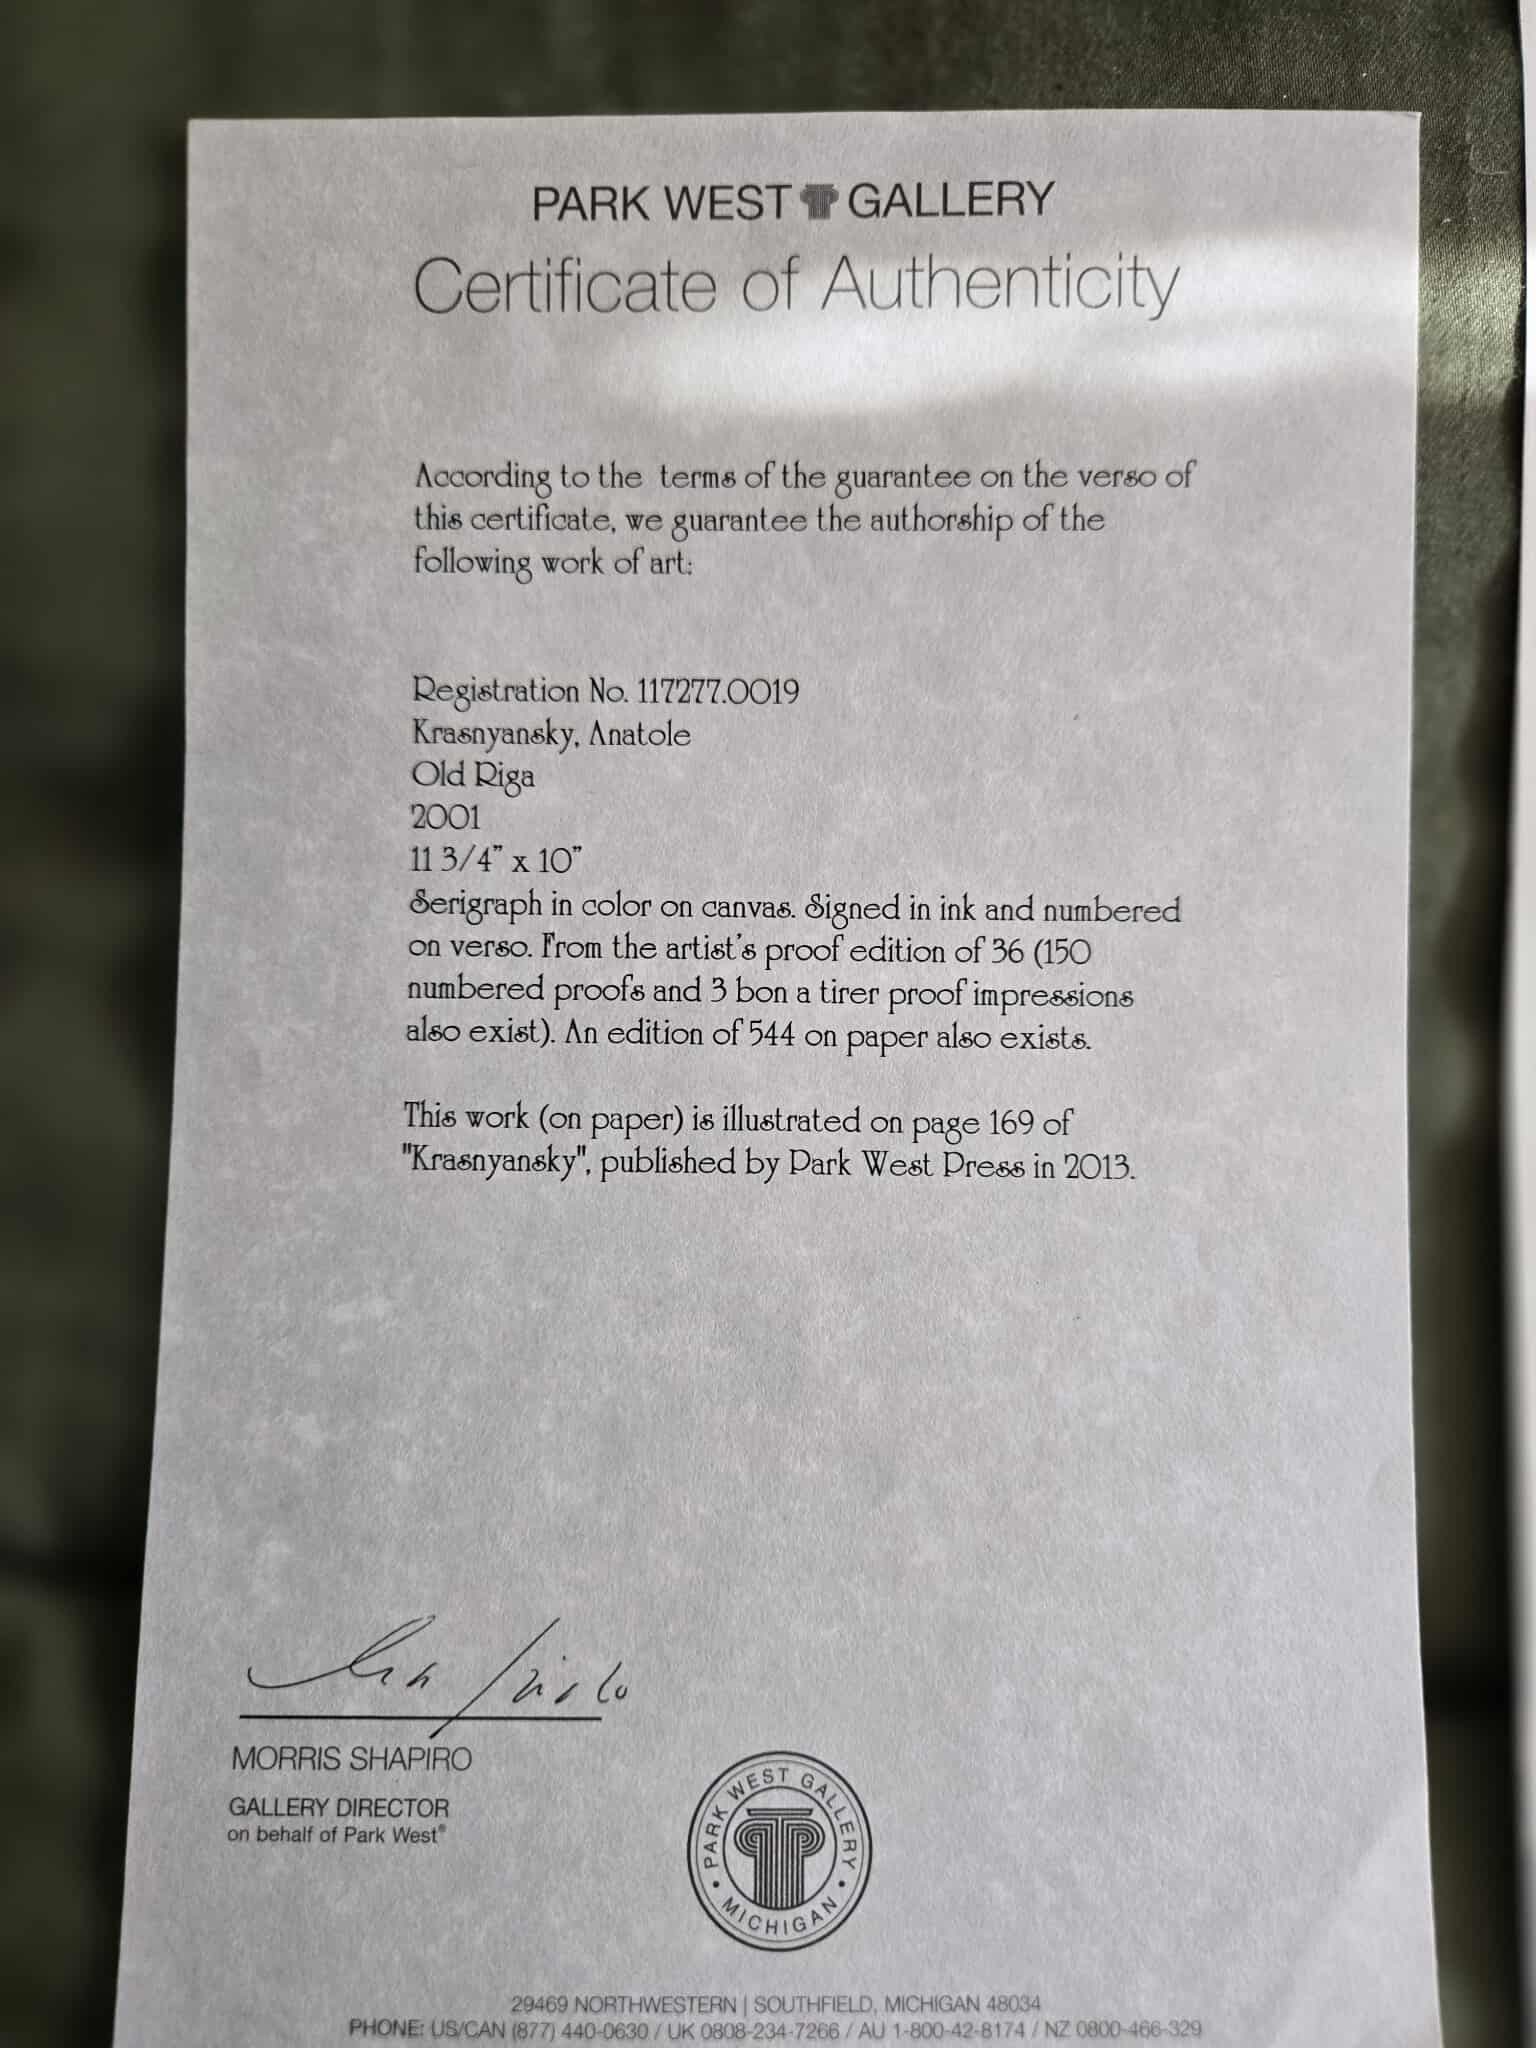 PARK WEST GALLERY
Certificate of Authenticity
According to the terms of the guarantee on the verso of
this certificate, we guarantee the authorship of the
following work of art:
Registration No. 117277.0019
Krasnyansky, Anatole
Old Riga
2001
11 3/4” x 10”
Serigraph in color on canvas. Signed in ink and numbered
on verso. From the artist’s proof edition of 36 (150
numbered proofs and 3 bon a tirer proof impressions
also exist). An edition of 544 on paper also exists.
This work (on paper) is illustrated on page 169 of
"Krasnyansky", published by Park West Press in 2013.
MORRIS SHAPIRO
GALLERY DIRECTOR
on behalf of Park West®
PARK WEST GALLERY • MICHIGAN •
29469 NORTHWESTERN | SOUTHFIELD, MICHIGAN 48034
PHONE: US/CAN (877) 440-0630 / UK 0808-234-7266 / AU 1-800-42-8174 / NZ 0800-466-329